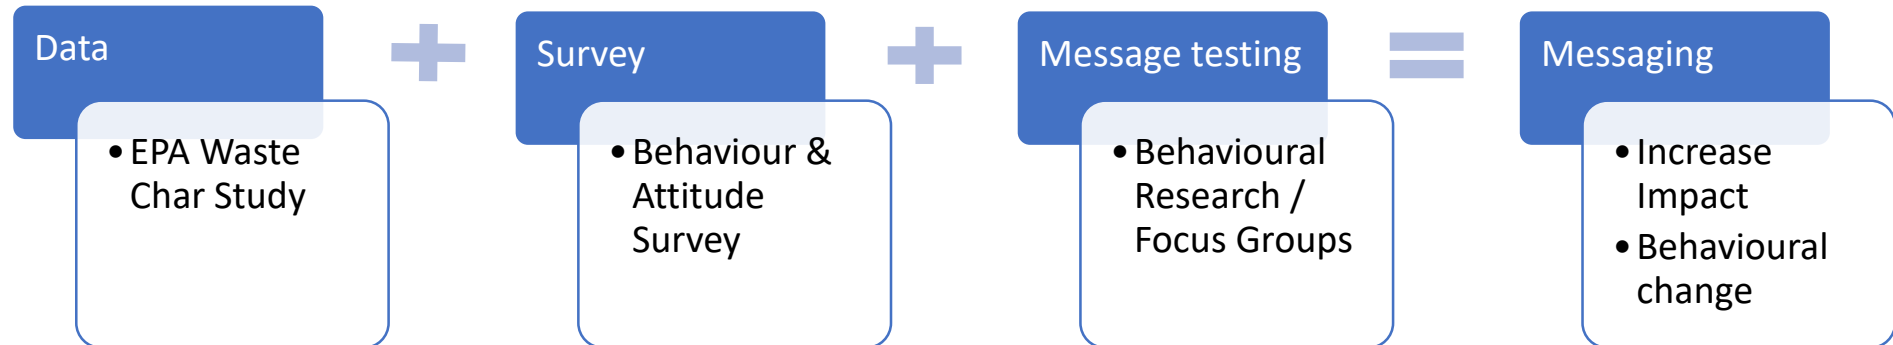 Data
• EPA Waste
Char Study
+
Survey
• Behaviour &
Attitude
Survey
+
Message testing
• Behavioural
Research /
Focus Groups
=
Messaging
• Increase
Impact
• Behavioural
change